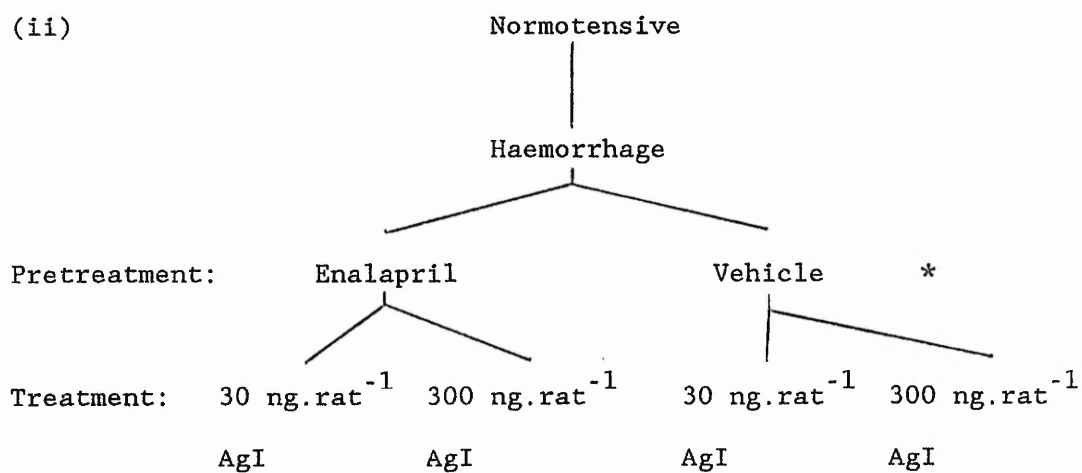 (ii) Normotensive
Haemorrhage
Pretreatment: Enalapril Vehicle *
Treatment: 30 ng.rat⁻¹ 300 ng.rat⁻¹ 30 ng.rat⁻¹ 300 ng.rat⁻¹
AgI AgI AgI AgI